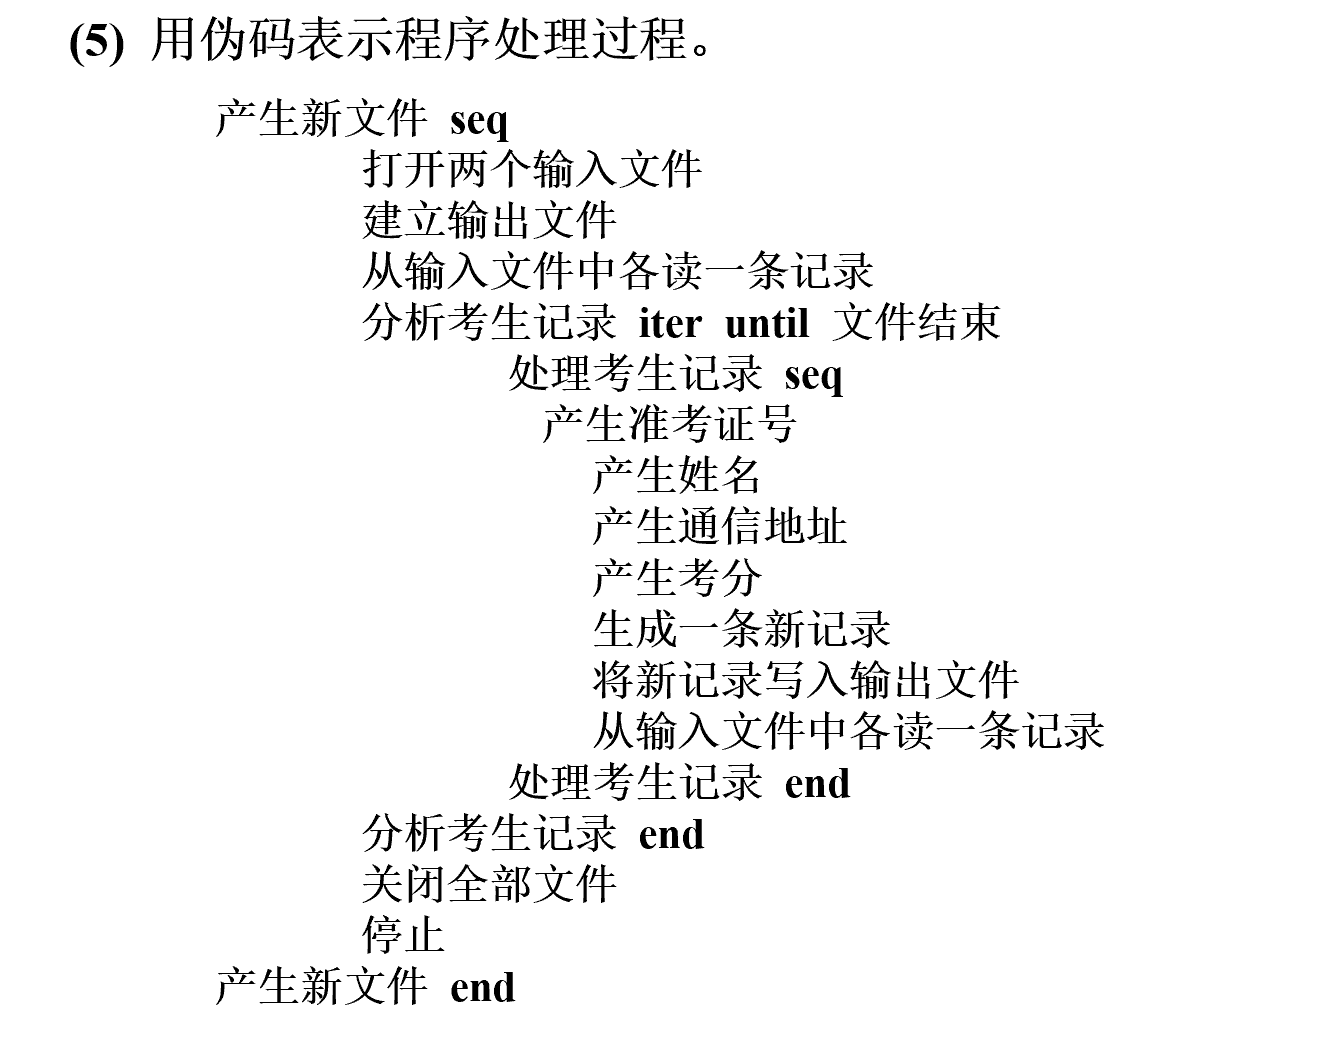 (5) 用伪码表示程序处理过程。
产生新文件 seq
打开两个输入文件
建立输出文件
从输入文件中各读一条记录
分析考生记录 iter until 文件结束
处理考生记录 seq
产生准考证号
产生姓名
产生通信地址
产生考分
生成一条新记录
将新记录写入输出文件
从输入文件中各读一条记录
处理考生记录 end
分析考生记录 end
关闭全部文件
停止
产生新文件 end